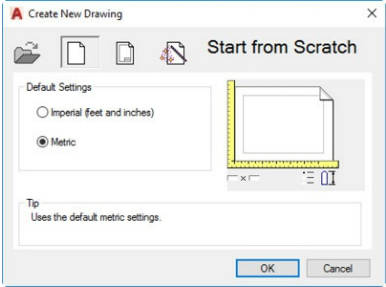 Create New Drawing
Start from Scratch
Default Settings
Imperial (feet and inches)
Metric
Tip
Uses the default metric settings.
OK
Cancel